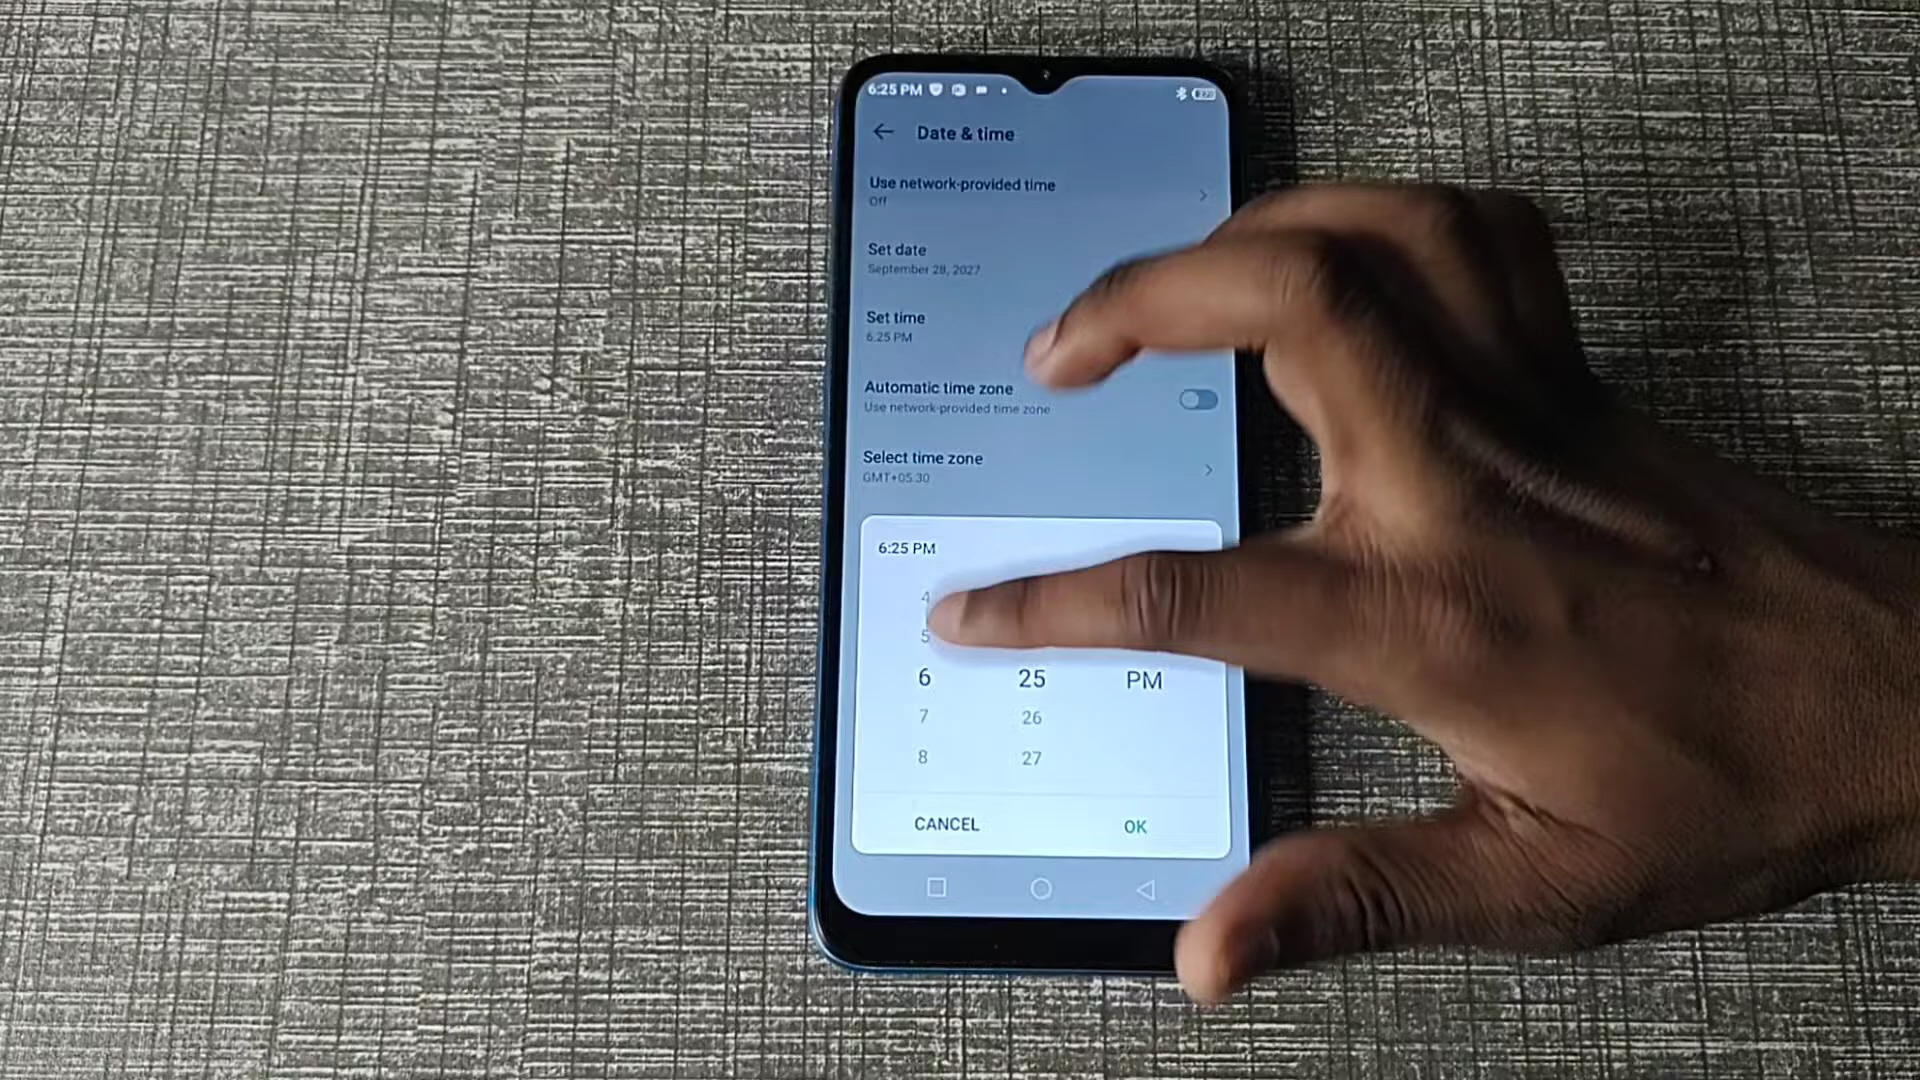 6:25 PM
Date & time
Use network-provided time
Off
Set date
September 28, 2027
Set time
6:25 PM
Automatic time zone
Use network-provided time zone
Select time zone
GMT+05:30
6:25 PM
4
5
6 25 PM
7 26
8 27
CANCEL OK